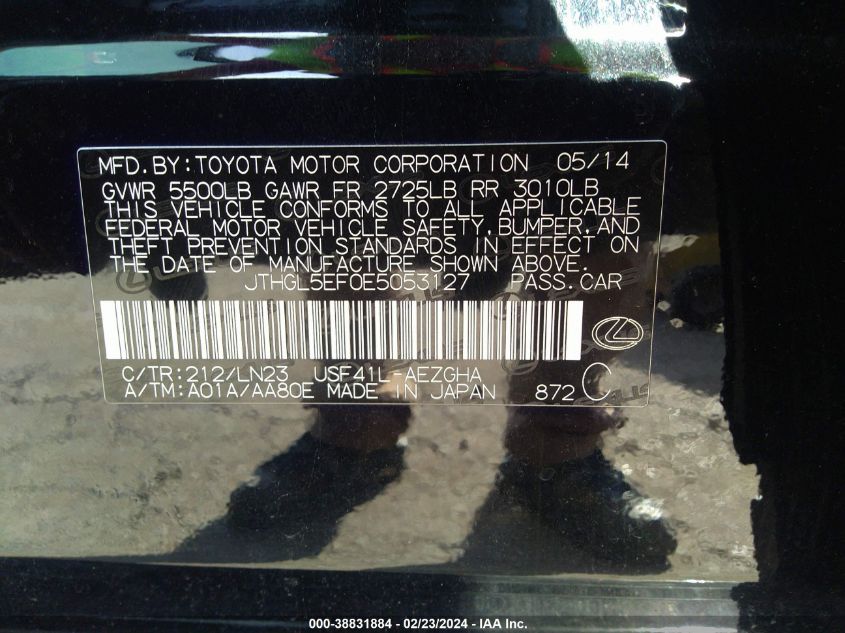 MFD.BY:TOYOTA MOTOR CORPORATION 05/14
GVWR 5500LB GAWR FR 2725LB RR 3010LB
THIS VEHICLE CONFORMS TO ALL APPLICABLE
FEDERAL MOTOR VEHICLE SAFETY,BUMPER,AND
THEFT PREVENTION STANDARDS IN EFFECT ON
THE DATE OF MANUFACTURE SHOWN ABOVE.
JTHGL5EF0E5053127 PASS.CAR
C/TR:212/LN23 USF41L-AEZGHA
A/TM:A01A/AA80E MADE IN JAPAN 872 C
000-38831884 — 02/23/2024 - IAA Inc.